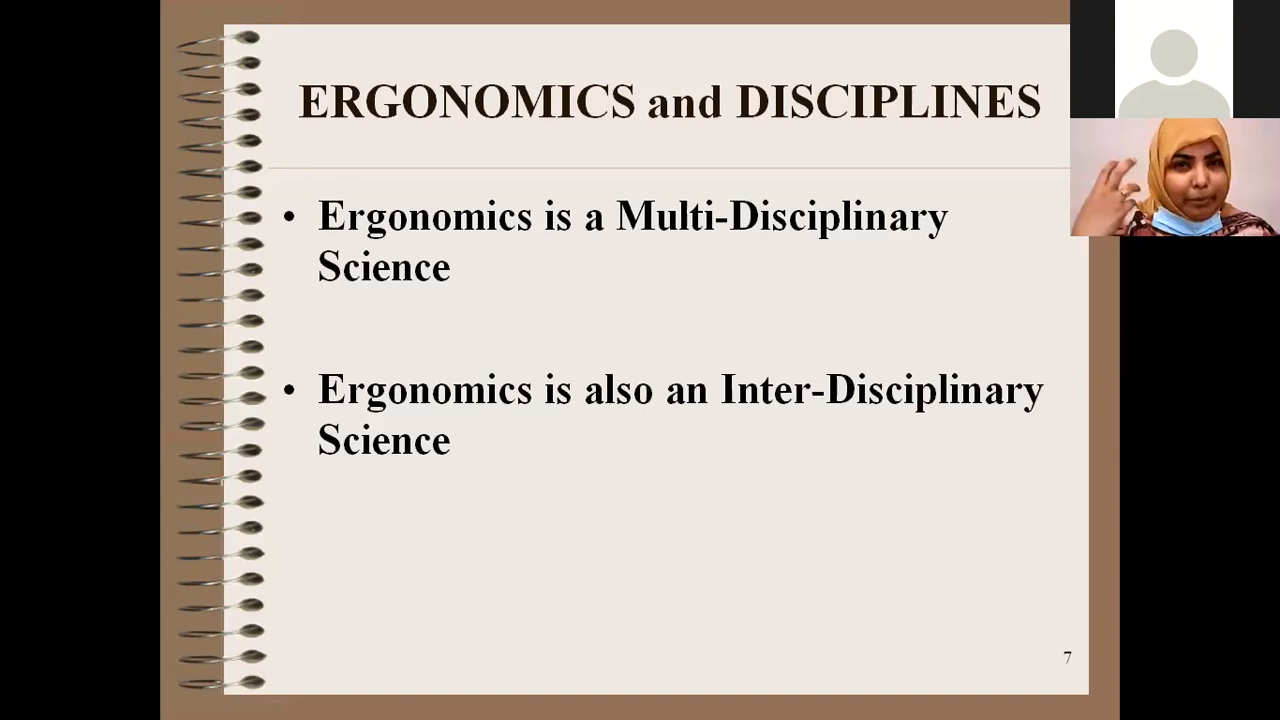 ERGONOMICS and DISCIPLINES
• Ergonomics is a Multi-Disciplinary
Science
• Ergonomics is also an Inter-Disciplinary
Science
7